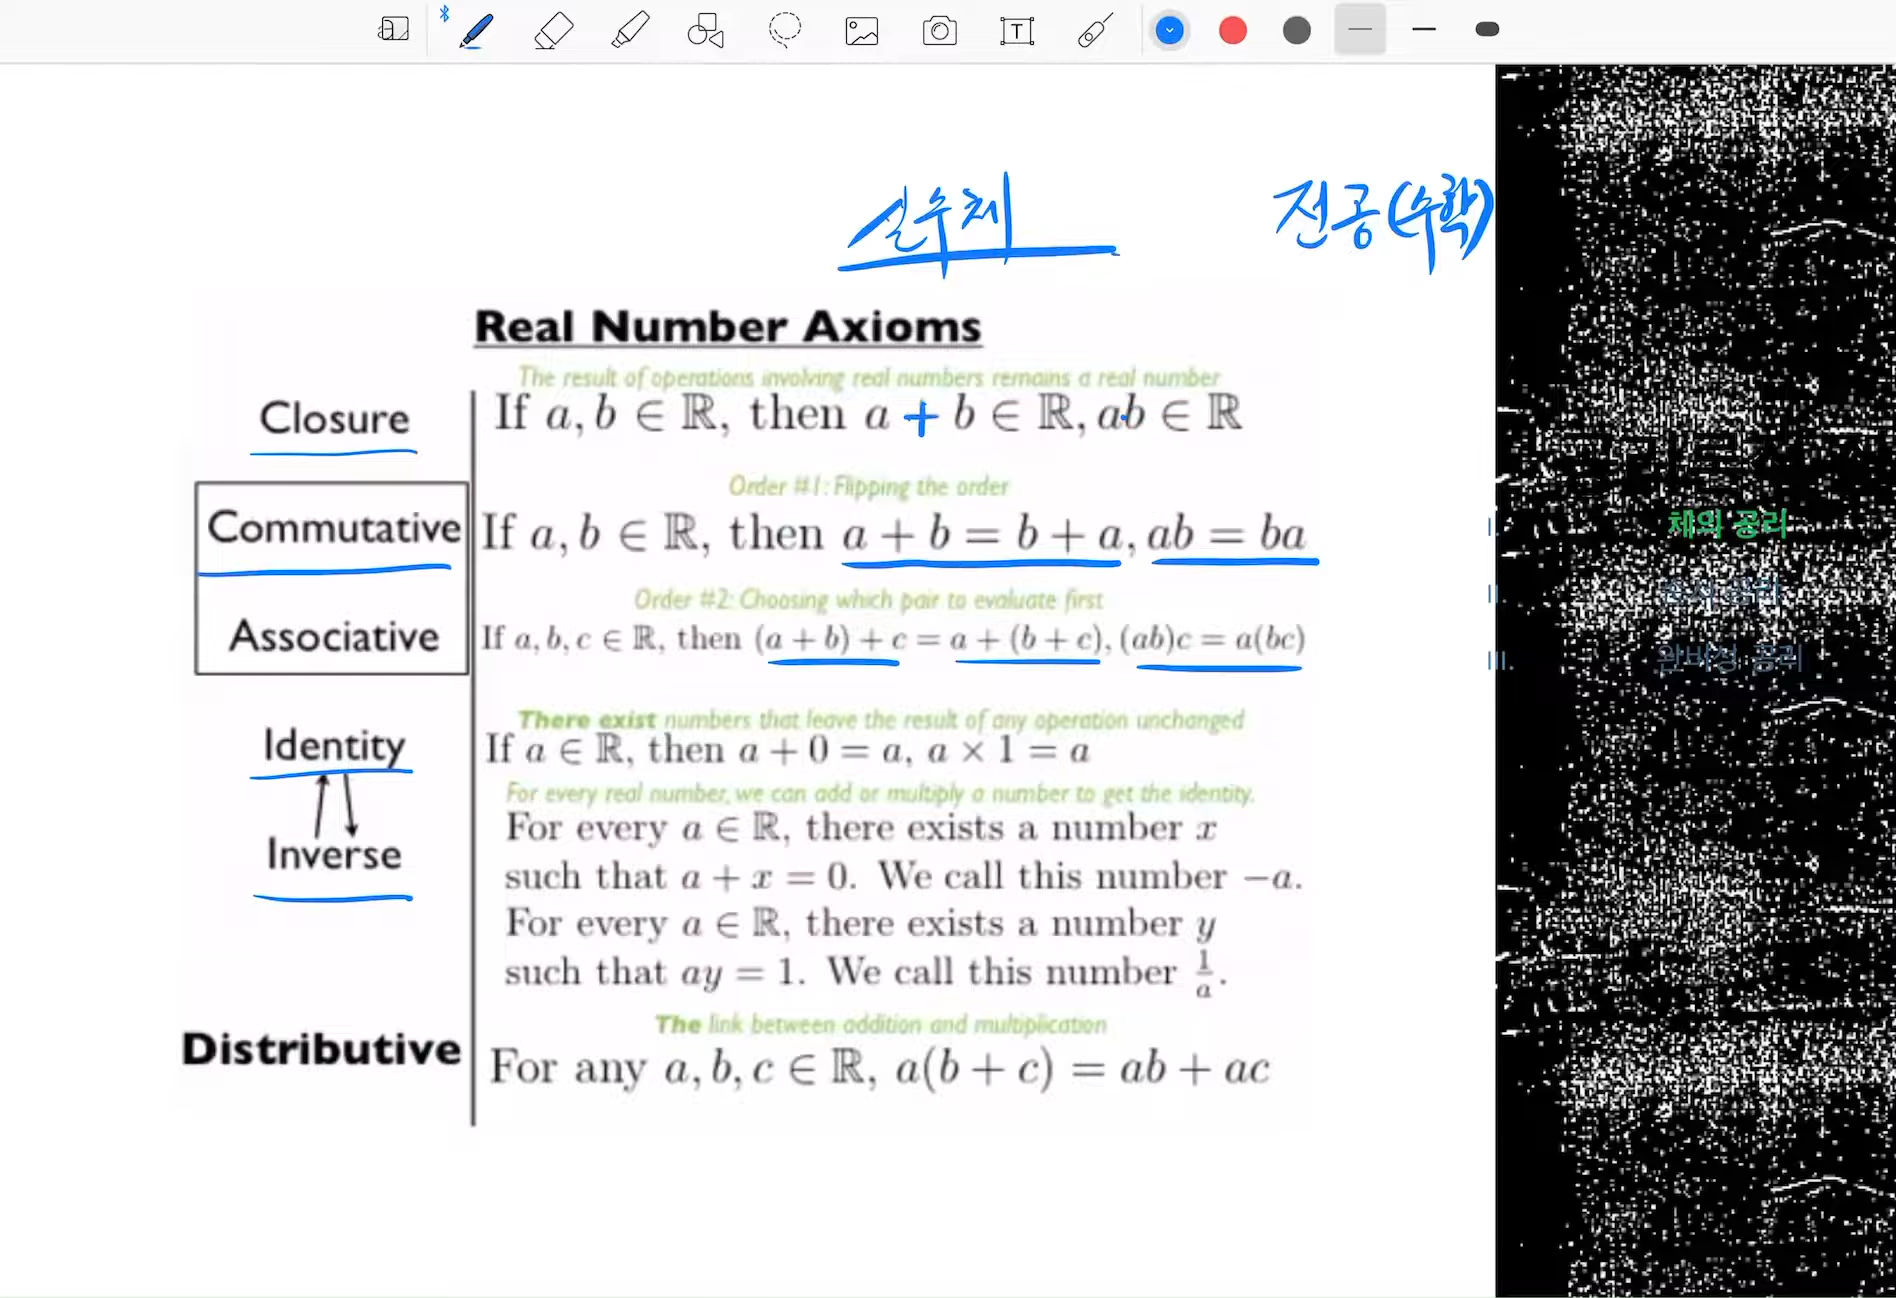 실수체
전공(수학)
Real Number Axioms
The result of operations involving real numbers remains a real number
Closure
If a, b ∈ ℝ, then a + b ∈ ℝ, ab ∈ ℝ
Order #1: Flipping the order
Commutative
If a, b ∈ ℝ, then a + b = b + a, ab = ba
Order #2: Choosing which pair to evaluate first
Associative
If a, b, c ∈ ℝ, then (a + b) + c = a + (b + c), (ab)c = a(bc)
There exist numbers that leave the result of any operation unchanged
Identity
If a ∈ ℝ, then a + 0 = a, a × 1 = a
For every real number, we can add or multiply a number to get the identity.
Inverse
For every a ∈ ℝ, there exists a number x
such that a + x = 0. We call this number −a.
For every a ∈ ℝ, there exists a number y
such that ay = 1. We call this number 1/a.
The link between addition and multiplication
Distributive
For any a, b, c ∈ ℝ, a(b + c) = ab + ac
I. 체의 공리
II. 순서 공리
III. 완비성 공리